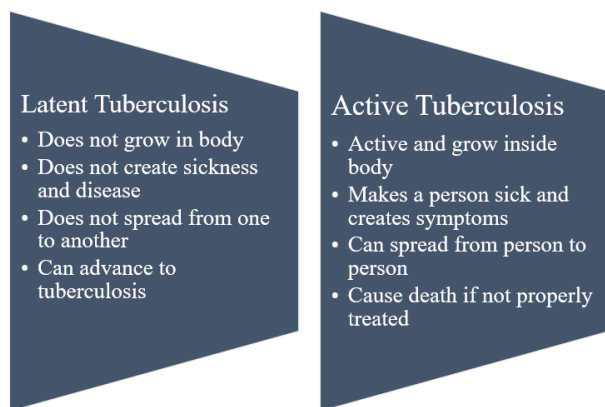 Latent Tuberculosis
• Does not grow in body
• Does not create sickness
and disease
• Does not spread from one
to another
• Can advance to
tuberculosis
Active Tuberculosis
• Active and grow inside
body
• Makes a person sick and
creates symptoms
• Can spread from person to
person
• Cause death if not properly
treated